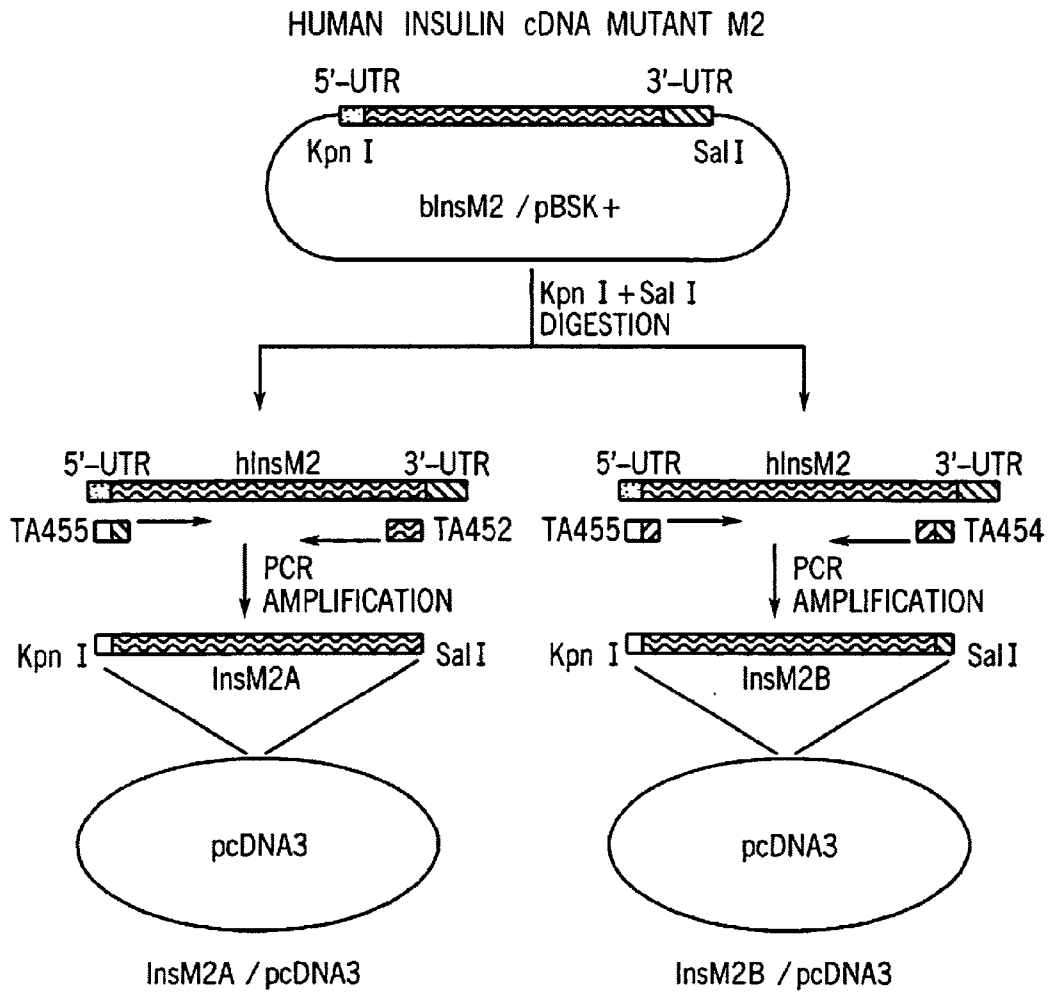 HUMAN INSULIN cDNA MUTANT M2
5'-UTR 3'-UTR
Kpn I Sal I
bInsM2 / pBSK+
Kpn I + Sal I
DIGESTION
5'-UTR hInsM2 3'-UTR
TA455 TA452
PCR
AMPLIFICATION
Kpn I Sal I
InsM2A
pcDNA3
InsM2A / pcDNA3
5'-UTR hInsM2 3'-UTR
TA455 TA454
PCR
AMPLIFICATION
Kpn I Sal I
InsM2B
pcDNA3
InsM2B / pcDNA3